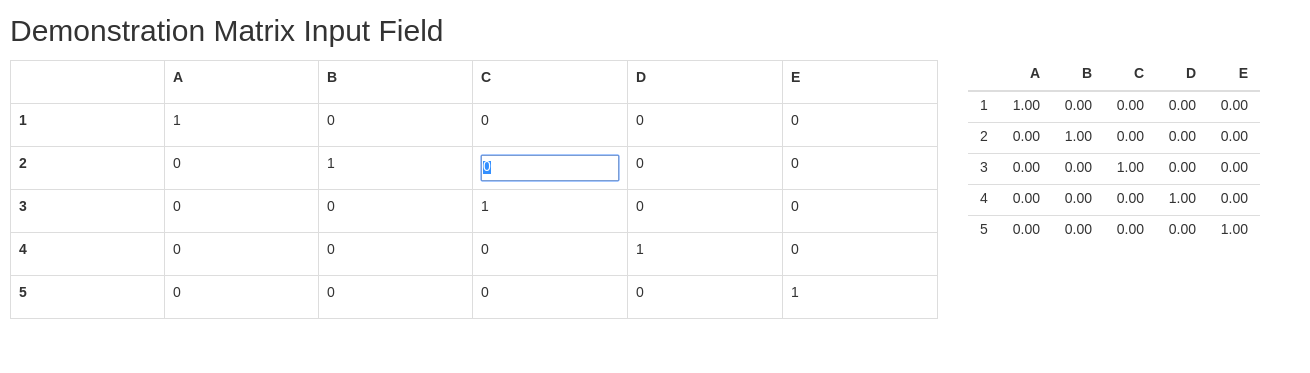 Demonstration Matrix Input Field
A B C D E
1 1 0 0 0 0
2 0 1 0 0 0
3 0 0 1 0 0
4 0 0 0 1 0
5 0 0 0 0 1
A B C D E
1 1.00 0.00 0.00 0.00 0.00
2 0.00 1.00 0.00 0.00 0.00
3 0.00 0.00 1.00 0.00 0.00
4 0.00 0.00 0.00 1.00 0.00
5 0.00 0.00 0.00 0.00 1.00